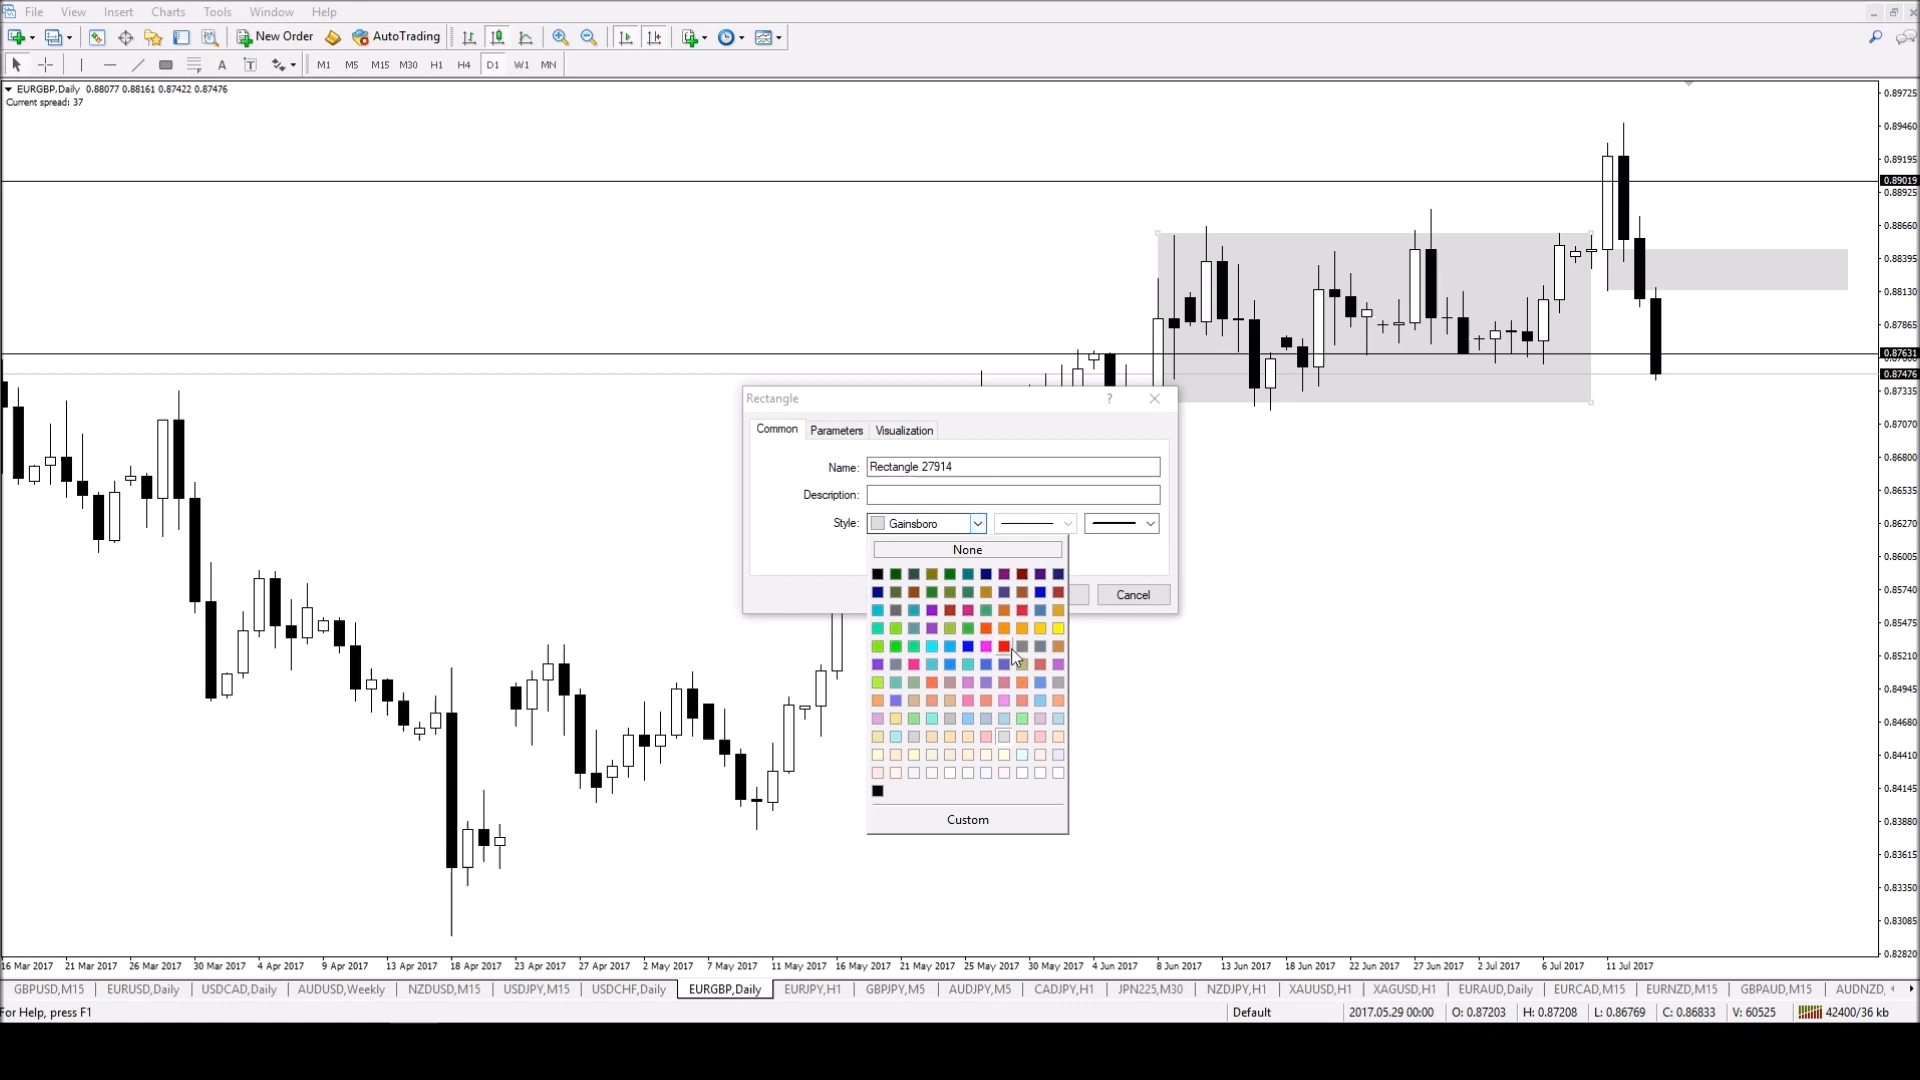 File View Insert Charts Tools Window Help
New Order AutoTrading
A T M1 M5 M15 M30 H1 H4 D1 W1 MN
EURGBP,Daily 0.88077 0.88161 0.87422 0.87476
Current spread: 37
0.89725
0.89460
0.89195
0.89019
0.88925
0.88660
0.88395
0.88130
0.87865
0.87631
0.87476
0.87335
0.87070
0.86800
0.86535
0.86270
0.86005
0.85740
0.85475
0.85210
0.84945
0.84680
0.84410
0.84145
0.83880
0.83615
0.83350
0.83085
0.82820
Rectangle ?
Common Parameters Visualization
Name: Rectangle 27914
Description:
Style: Gainsboro
None
Cancel
Custom
16 Mar 2017 21 Mar 2017 26 Mar 2017 30 Mar 2017 4 Apr 2017 9 Apr 2017 13 Apr 2017 18 Apr 2017 23 Apr 2017 27 Apr 2017 2 May 2017 7 May 2017 11 May 2017 16 May 2017 21 May 2017 25 May 2017 30 May 2017 4 Jun 2017 8 Jun 2017 13 Jun 2017 18 Jun 2017 22 Jun 2017 27 Jun 2017 2 Jul 2017 6 Jul 2017 11 Jul 2017
GBPUSD,M15 EURUSD,Daily USDCAD,Daily AUDUSD,Weekly NZDUSD,M15 USDJPY,M15 USDCHF,Daily EURGBP,Daily EURJPY,H1 GBPJPY,M5 AUDJPY,M5 CADJPY,H1 JPN225,M30 NZDJPY,H1 XAUUSD,H1 XAGUSD,H1 EURAUD,Daily EURCAD,M15 EURNZD,M15 GBPAUD,M15 AUDNZD,
For Help, press F1 Default 2017.05.29 00:00 O: 0.87203 H: 0.87208 L: 0.86769 C: 0.86833 V: 60525 42400/36 kb